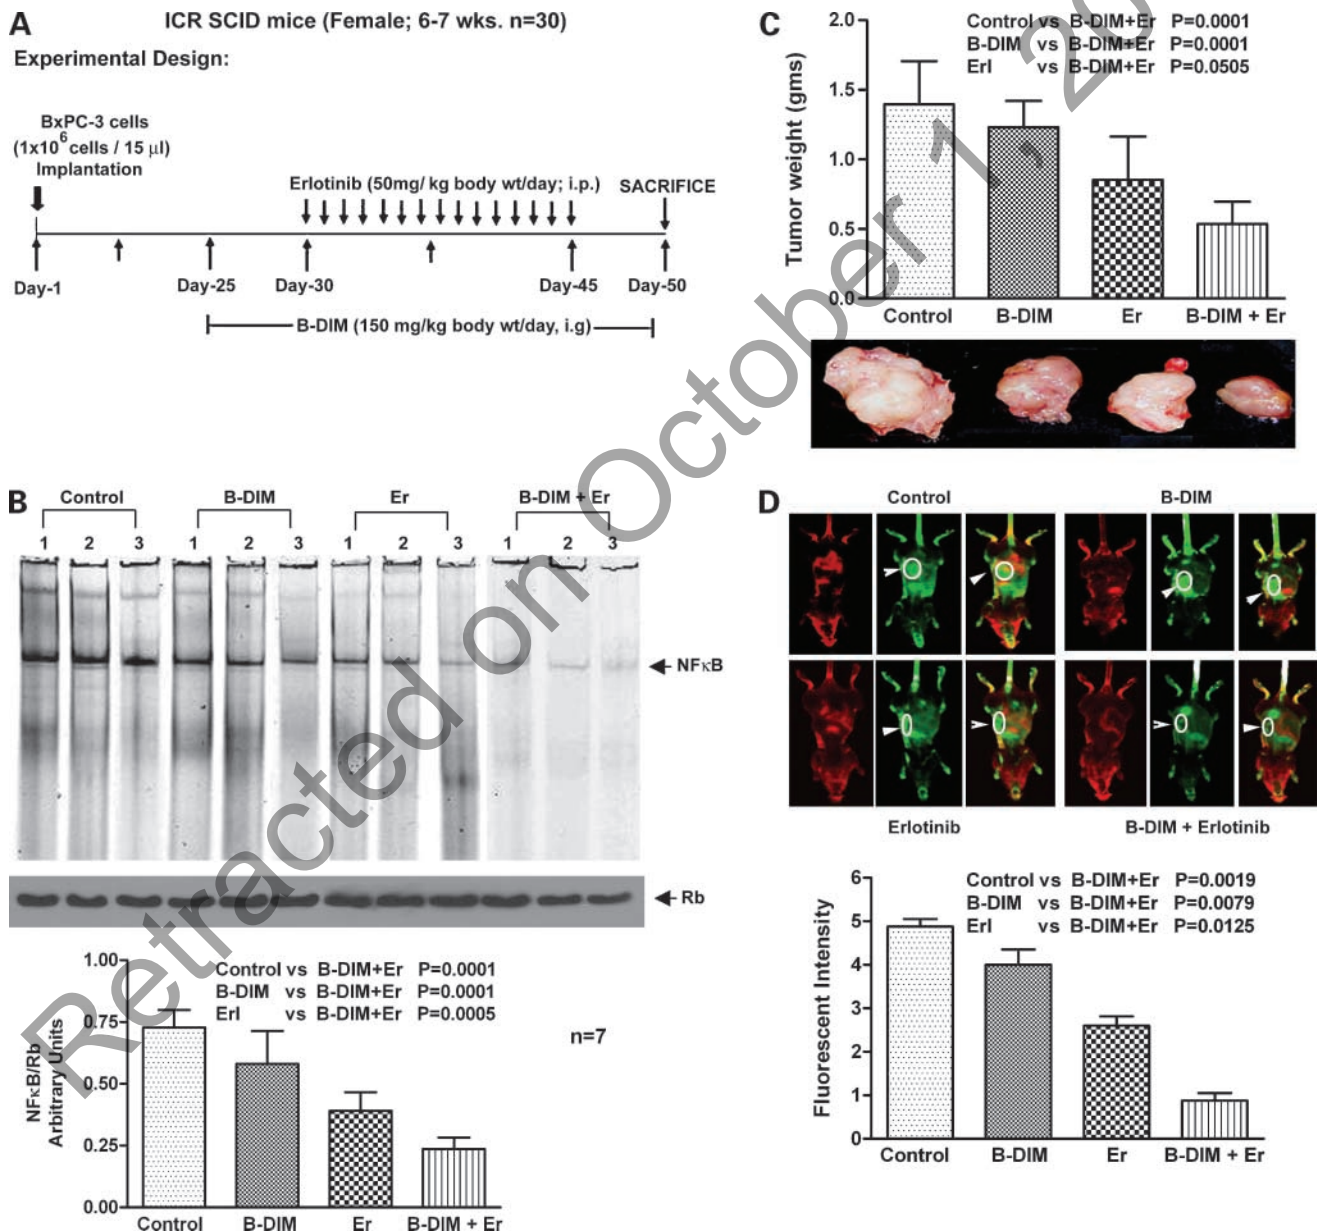 A
ICR SCID mice (Female; 6-7 wks. n=30)
Experimental Design:
BxPC-3 cells
(1x10⁶ cells / 15 µl)
Implantation
Erlotinib (50mg/ kg body wt/day; i.p.)
SACRIFICE
Day-1
Day-25
Day-30
Day-45
Day-50
B-DIM (150 mg/kg body wt/day, i.g)
B
Control
B-DIM
Er
B-DIM + Er
1 2 3 1 2 3 1 2 3 1 2 3
NFκB
Rb
1.00
0.75
0.50
0.25
0.00
NFκB/Rb
Arbitrary Units
Control vs B-DIM+Er P=0.0001
B-DIM vs B-DIM+Er P=0.0001
Erl vs B-DIM+Er P=0.0005
n=7
Control
B-DIM
Er
B-DIM + Er
C
2.0
1.5
1.0
0.5
0.0
Tumor weight (gms)
Control vs B-DIM+Er P=0.0001
B-DIM vs B-DIM+Er P=0.0001
Erl vs B-DIM+Er P=0.0505
Control
B-DIM
Er
B-DIM + Er
D
Control
B-DIM
Erlotinib
B-DIM + Erlotinib
6
5
4
3
2
1
0
Fluorescent Intensity
Control vs B-DIM+Er P=0.0019
B-DIM vs B-DIM+Er P=0.0079
Erl vs B-DIM+Er P=0.0125
Control
B-DIM
Er
B-DIM + Er
Retracted on October 1, 20